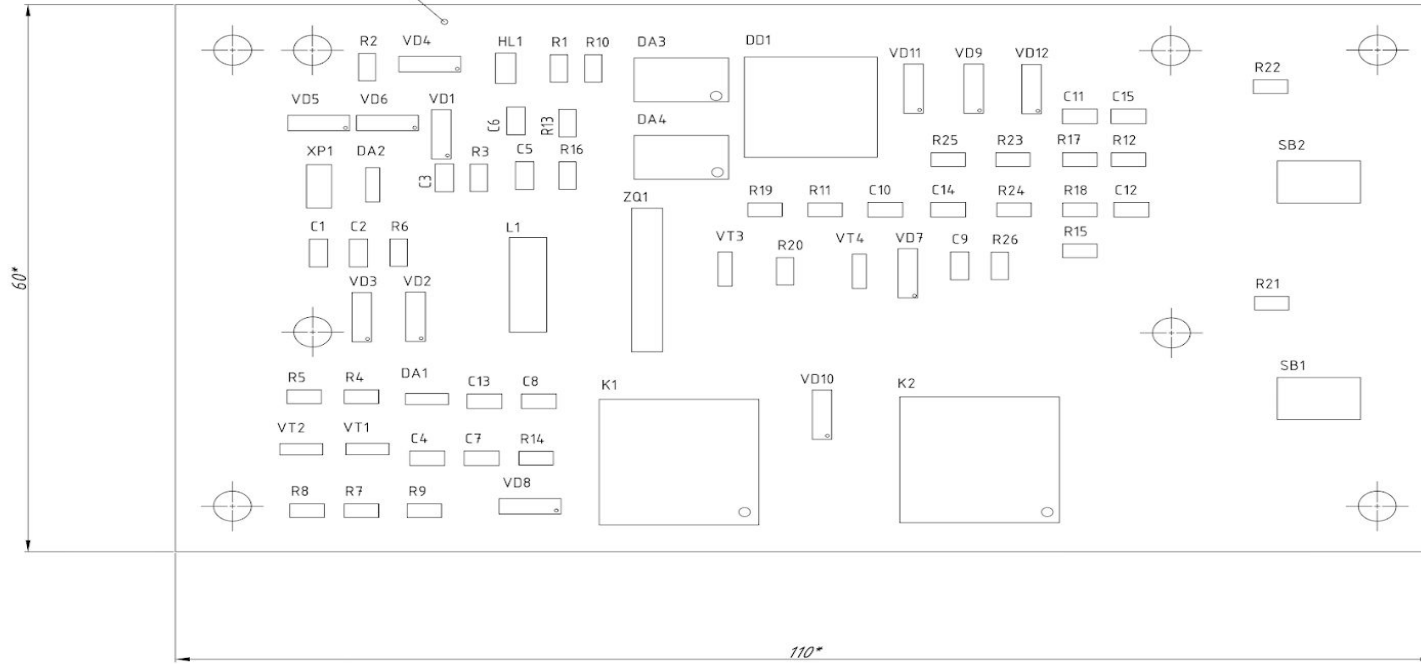 R2 VD4 HL1 R1 R10 DA3 DD1 VD11 VD9 VD12
R22
VD5 VD6 VD1 C6 R13 DA4 C11 C15
XP1 DA2 C3 R3 C5 R16 R25 R23 R17 R12 SB2
ZQ1 R19 R11 C10 C14 R24 R18 C12
C1 C2 R6 L1 VT3 R20 VT4 VD7 C9 R26 R15
60*
VD3 VD2 R21
R5 R4 DA1 C13 C8 K1 VD10 K2 SB1
VT2 VT1 C4 C7 R14
R8 R7 R9 VD8
110*